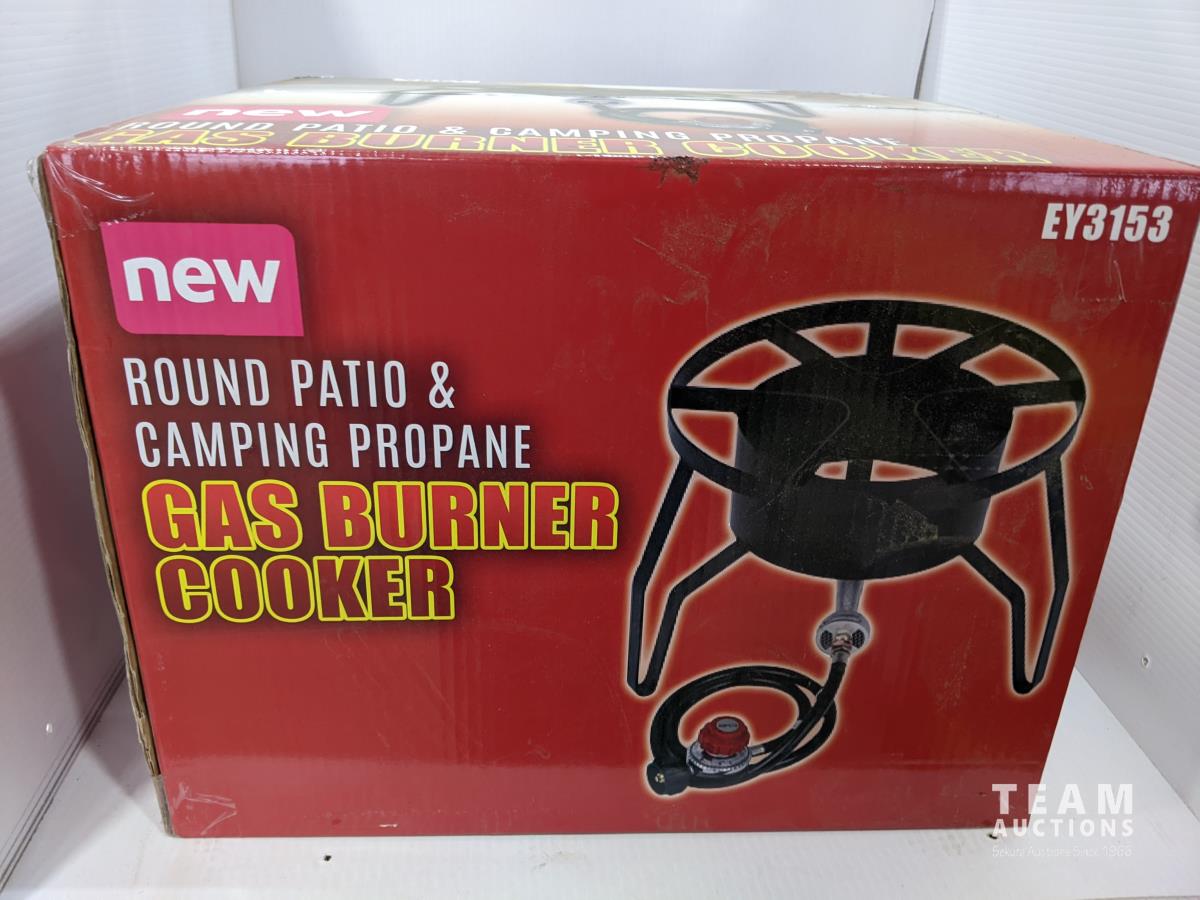 new
ROUND PATIO & CAMPING PROPANE
GAS BURNER COOKER
EY3153
new
ROUND PATIO &
CAMPING PROPANE
GAS BURNER
COOKER
TEAM
AUCTIONS